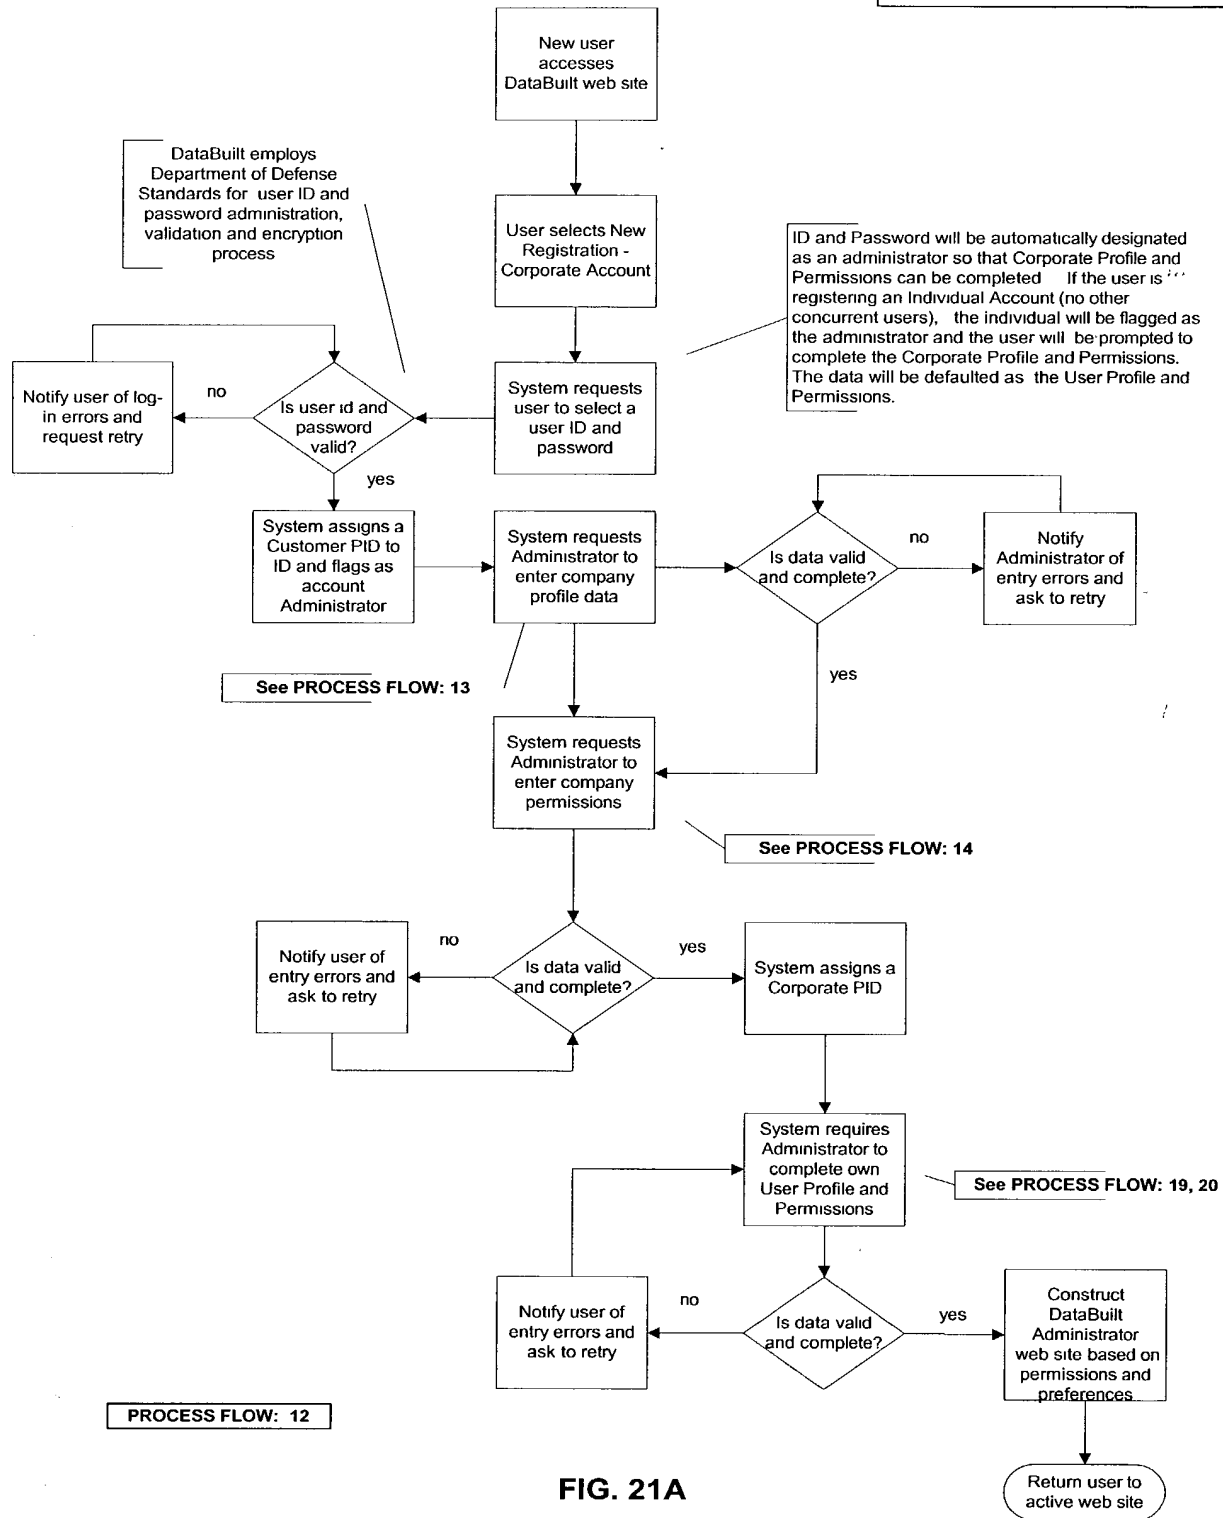 New user
accesses
DataBuilt web site
DataBuilt employs
Department of Defense
Standards for user ID and
password administration,
validation and encryption
process
User selects New
Registration -
Corporate Account
ID and Password will be automatically designated
as an administrator so that Corporate Profile and
Permissions can be completed If the user is
registering an Individual Account (no other
concurrent users), the individual will be flagged as
the administrator and the user will be prompted to
complete the Corporate Profile and Permissions.
The data will be defaulted as the User Profile and
Permissions.
Notify user of log-
in errors and
request retry
no
Is user id and
password
valid?
System requests
user to select a
user ID and
password
yes
System assigns a
Customer PID to
ID and flags as
account
Administrator
System requests
Administrator to
enter company
profile data
Is data valid
and complete?
no
Notify
Administrator of
entry errors and
ask to retry
yes
See PROCESS FLOW: 13
System requests
Administrator to
enter company
permissions
See PROCESS FLOW: 14
Notify user of
entry errors and
ask to retry
no
Is data valid
and complete?
yes
System assigns a
Corporate PID
System requires
Administrator to
complete own
User Profile and
Permissions
See PROCESS FLOW: 19, 20
Notify user of
entry errors and
ask to retry
no
Is data valid
and complete?
yes
Construct
DataBuilt
Administrator
web site based on
permissions and
preferences
PROCESS FLOW: 12
Return user to
active web site
FIG. 21A